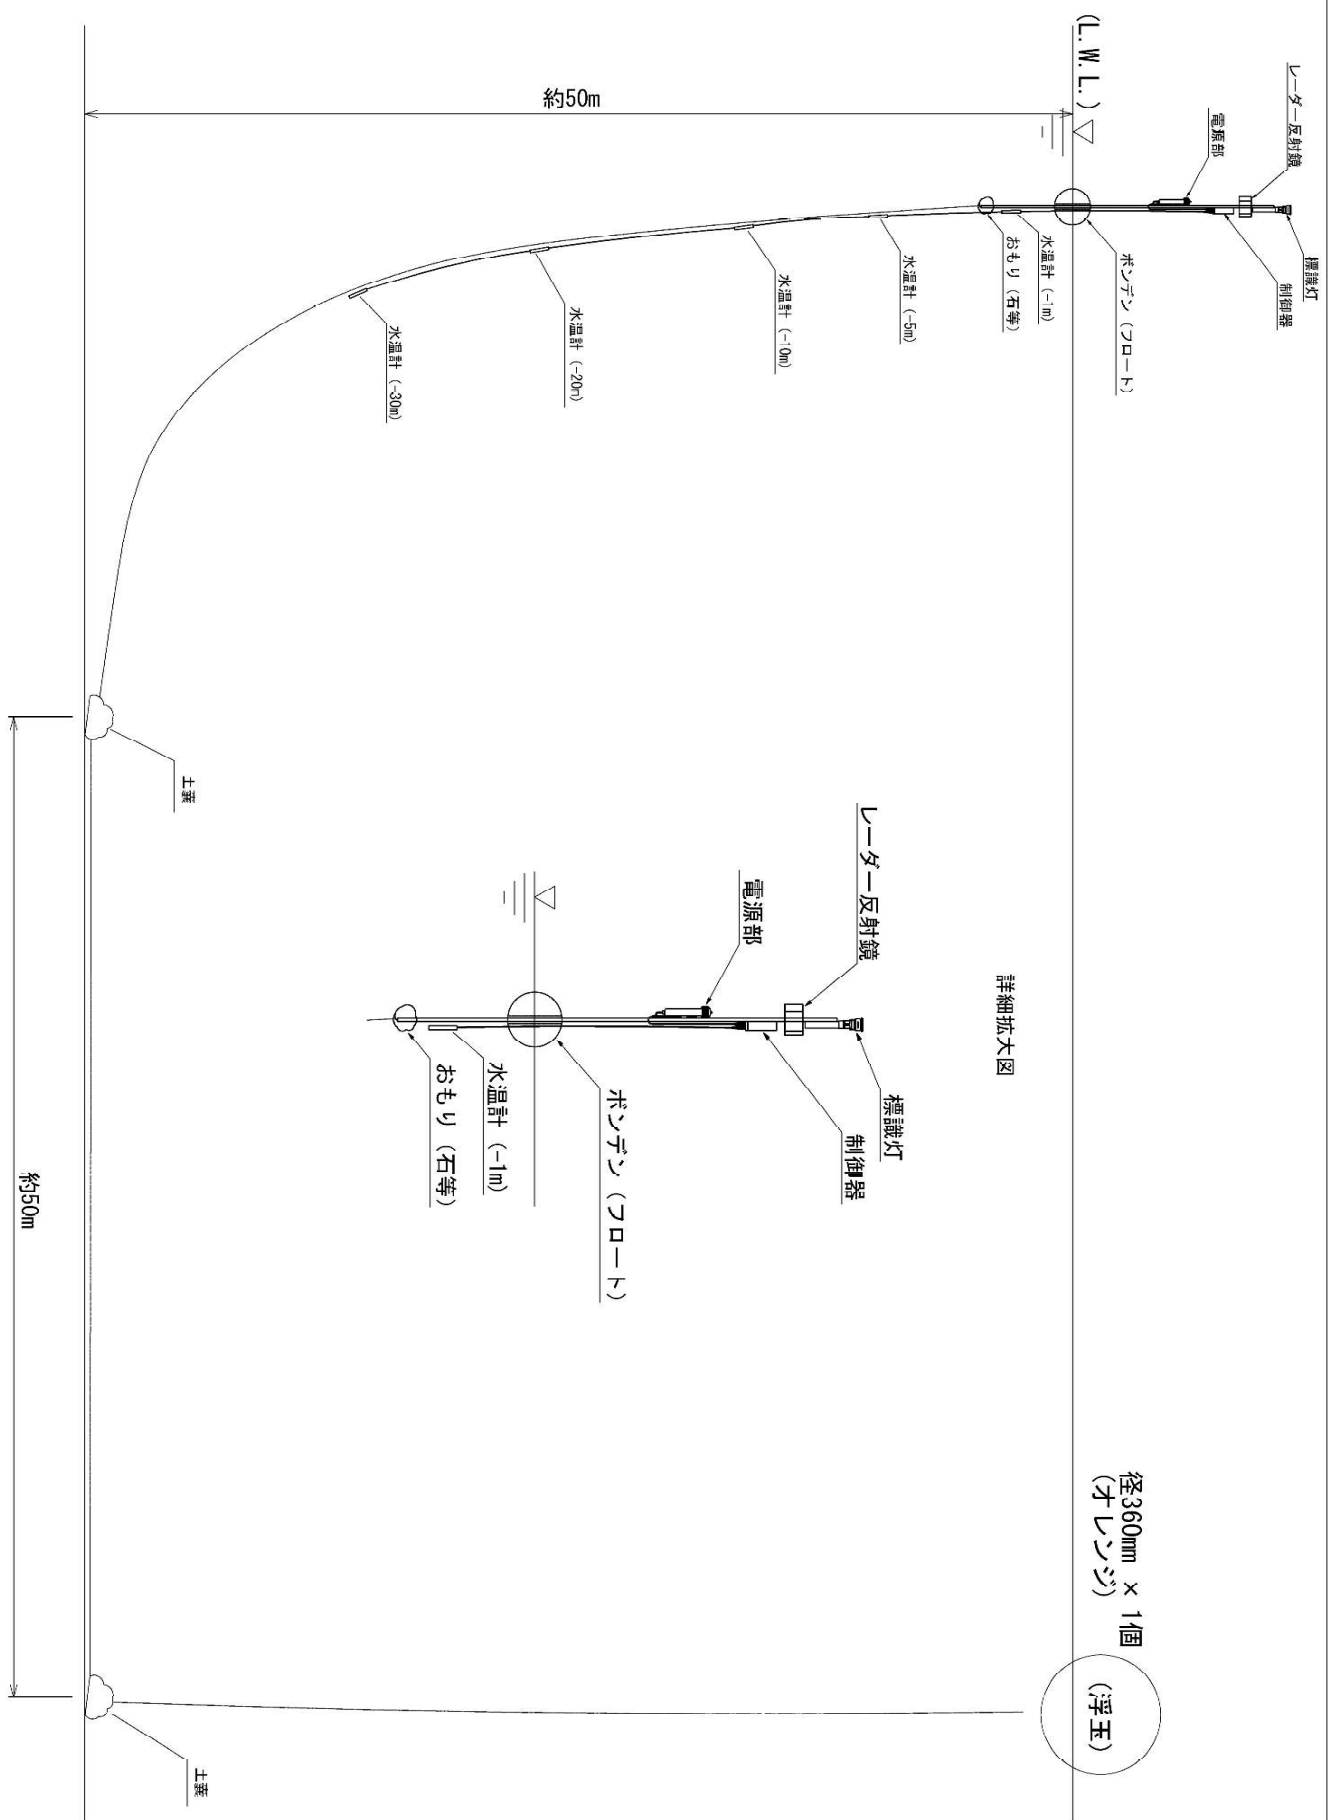 レーダー反射鏡
標識灯
電源部
制御器
(L.W.L.)
ボンデン (フロート)
水温計 (-1m)
おもり (石等)
水温計 (-5m)
水温計 (-10m)
水温計 (-20m)
水温計 (-30m)
約50m
土嚢
径360mm × 1個
(オレンジ)
(浮玉)
詳細拡大図
標識灯
レーダー反射鏡
制御器
電源部
ボンデン (フロート)
水温計 (-1m)
おもり (石等)
約50m
土嚢